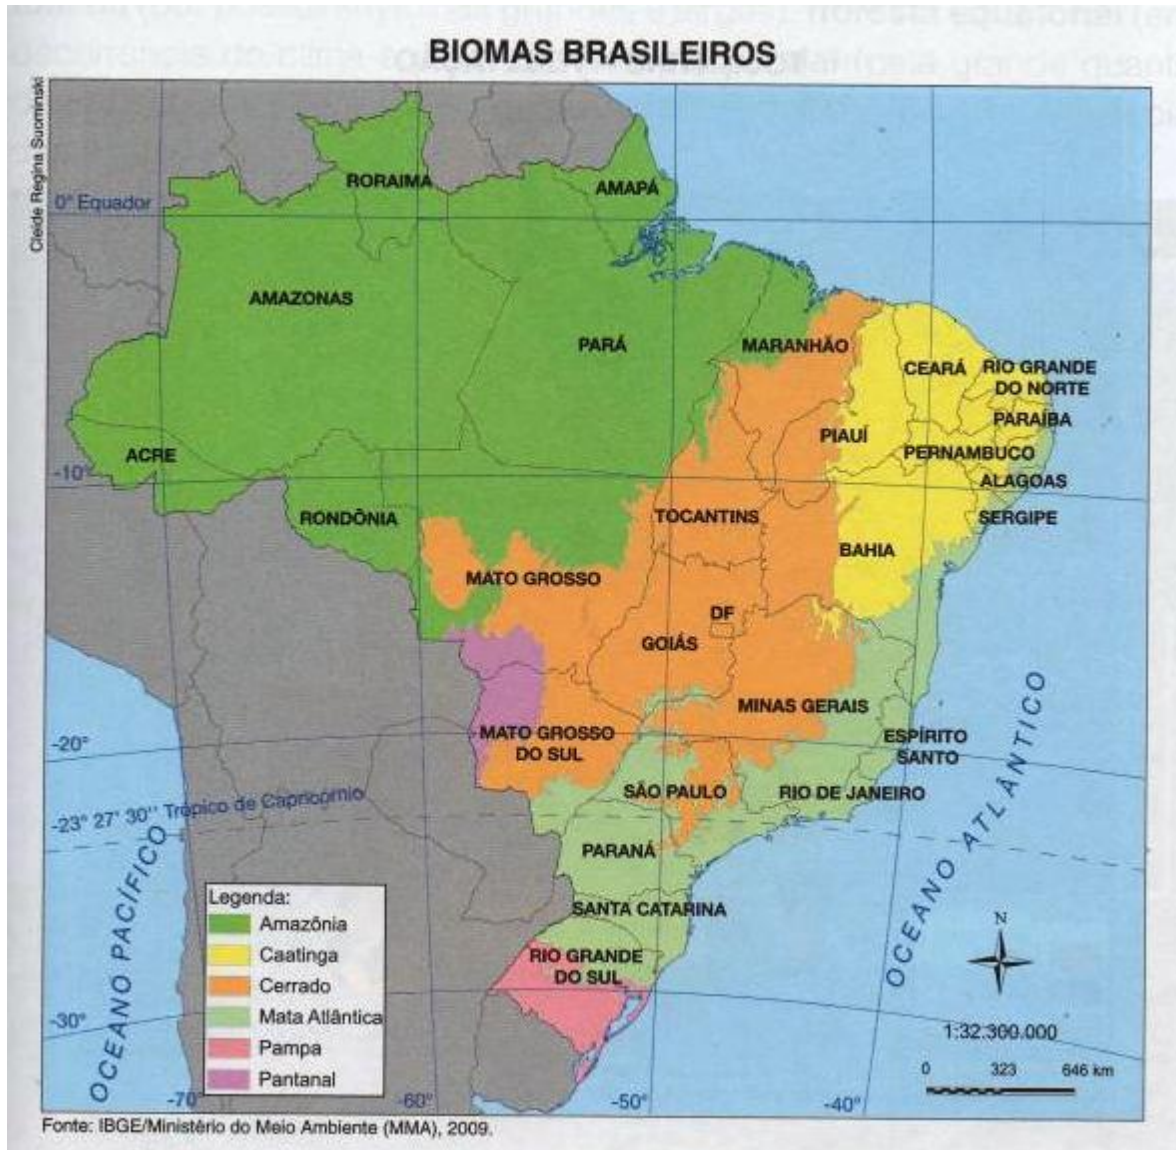 BIOMAS BRASILEIROS
Cleide Regina Suominski
RORAIMA
AMAPÁ
0° Equador
AMAZONAS
PARÁ
MARANHÃO
CEARÁ
RIO GRANDE
DO NORTE
PARAÍBA
PIAUÍ
PERNAMBUCO
ACRE
-10°
ALAGOAS
RONDÔNIA
TOCANTINS
SERGIPE
BAHIA
MATO GROSSO
DF
GOIÁS
MINAS GERAIS
MATO GROSSO
DO SUL
ESPÍRITO
SANTO
-20°
SÃO PAULO
RIO DE JANEIRO
-23° 27' 30'' Trópico de Capricórnio
OCEANO ATLÂNTICO
OCEANO PACÍFICO
PARANÁ
SANTA CATARINA
RIO GRANDE
DO SUL
Legenda:
Amazônia
Caatinga
Cerrado
Mata Atlântica
Pampa
Pantanal
N
1:32.300.000
0 323 646 km
-30°
-70°
-60°
-50°
-40°
Fonte: IBGE/Ministério do Meio Ambiente (MMA), 2009.